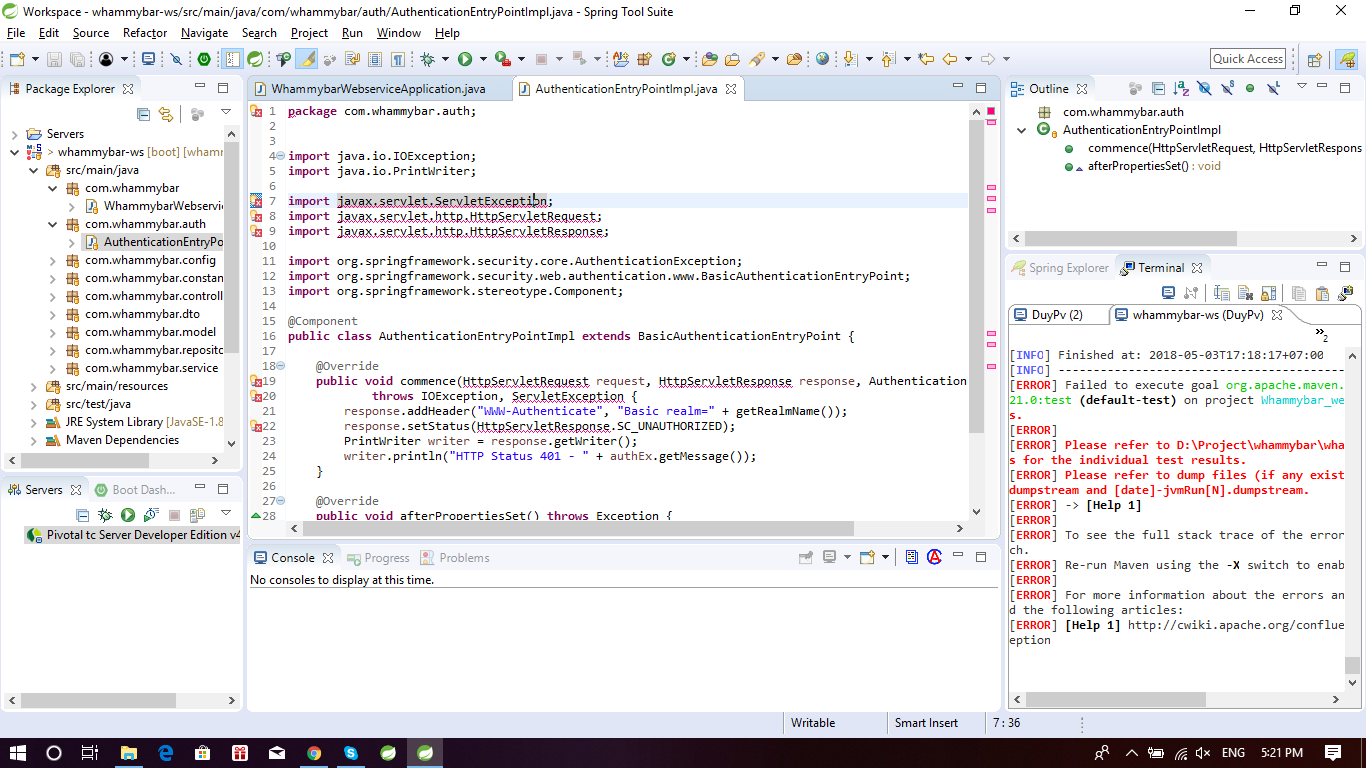 Workspace - whammybar-ws/src/main/java/com/whammybar/auth/AuthenticationEntryPointImpl.java - Spring Tool Suite
File Edit Source Refactor Navigate Search Project Run Window Help
Quick Access
Package Explorer
Servers
> whammybar-ws [boot] [whamr
src/main/java
com.whammybar
WhammybarWebservic
com.whammybar.auth
AuthenticationEntryPo
com.whammybar.config
com.whammybar.constan
com.whammybar.controll
com.whammybar.dto
com.whammybar.model
com.whammybar.reposito
com.whammybar.service
src/main/resources
src/test/java
JRE System Library [JavaSE-1.8
Maven Dependencies
Servers Boot Dash...
Pivotal tc Server Developer Edition v4
WhammybarWebserviceApplication.java AuthenticationEntryPointImpl.java
1 package com.whammybar.auth;
2
3
4 import java.io.IOException;
5 import java.io.PrintWriter;
6
7 import javax.servlet.ServletException;
8 import javax.servlet.http.HttpServletRequest;
9 import javax.servlet.http.HttpServletResponse;
10
11 import org.springframework.security.core.AuthenticationException;
12 import org.springframework.security.web.authentication.www.BasicAuthenticationEntryPoint;
13 import org.springframework.stereotype.Component;
14
15 @Component
16 public class AuthenticationEntryPointImpl extends BasicAuthenticationEntryPoint {
17
18 @Override
19 public void commence(HttpServletRequest request, HttpServletResponse response, Authentication
20 throws IOException, ServletException {
21 response.addHeader("WWW-Authenticate", "Basic realm=" + getRealmName());
22 response.setStatus(HttpServletResponse.SC_UNAUTHORIZED);
23 PrintWriter writer = response.getWriter();
24 writer.println("HTTP Status 401 - " + authEx.getMessage());
25 }
26
27 @Override
28 public void afterPropertiesSet() throws Exception {
Console Progress Problems
No consoles to display at this time.
Outline
com.whammybar.auth
AuthenticationEntryPointImpl
commence(HttpServletRequest, HttpServletRespons
afterPropertiesSet() : void
Spring Explorer Terminal
DuyPv (2) whammybar-ws (DuyPv)
2
[INFO] Finished at: 2018-05-03T17:18:17+07:00
[INFO] ----------------------------------------
[ERROR] Failed to execute goal org.apache.maven.
21.0:test (default-test) on project Whammybar_we
s.
[ERROR]
[ERROR] Please refer to D:\Project\whammybar\wha
s for the individual test results.
[ERROR] Please refer to dump files (if any exist
dumpstream and [date]-jvmRun[N].dumpstream.
[ERROR] -> [Help 1]
[ERROR]
[ERROR] To see the full stack trace of the error
ch.
[ERROR] Re-run Maven using the -X switch to enab
[ERROR]
[ERROR] For more information about the errors an
d the following articles:
[ERROR] [Help 1] http://cwiki.apache.org/conflue
eption
Writable Smart Insert 7 : 36
ENG 5:21 PM